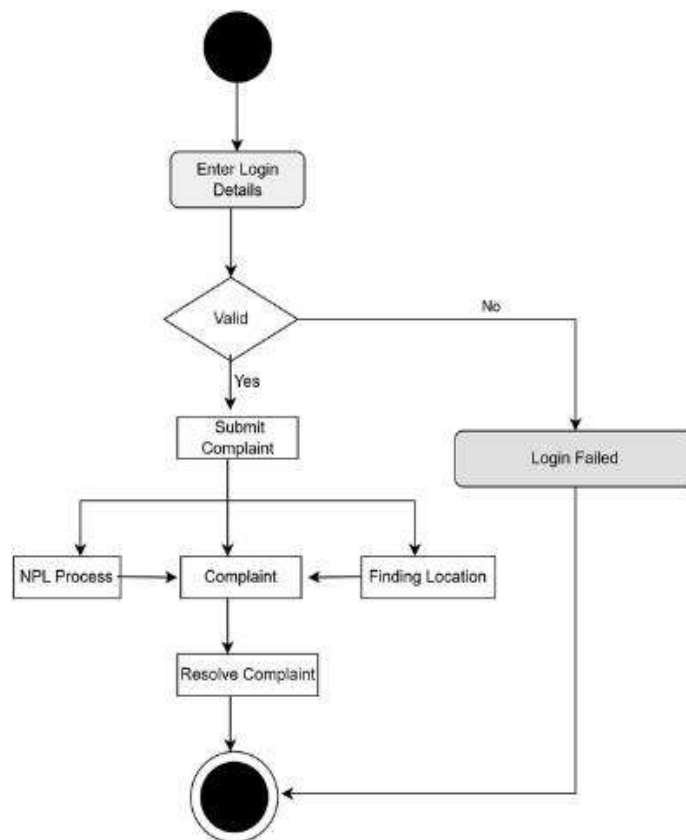 Enter Login
Details
Valid
No
Yes
Submit
Complaint
Login Failed
NPL Process
Complaint
Finding Location
Resolve Complaint